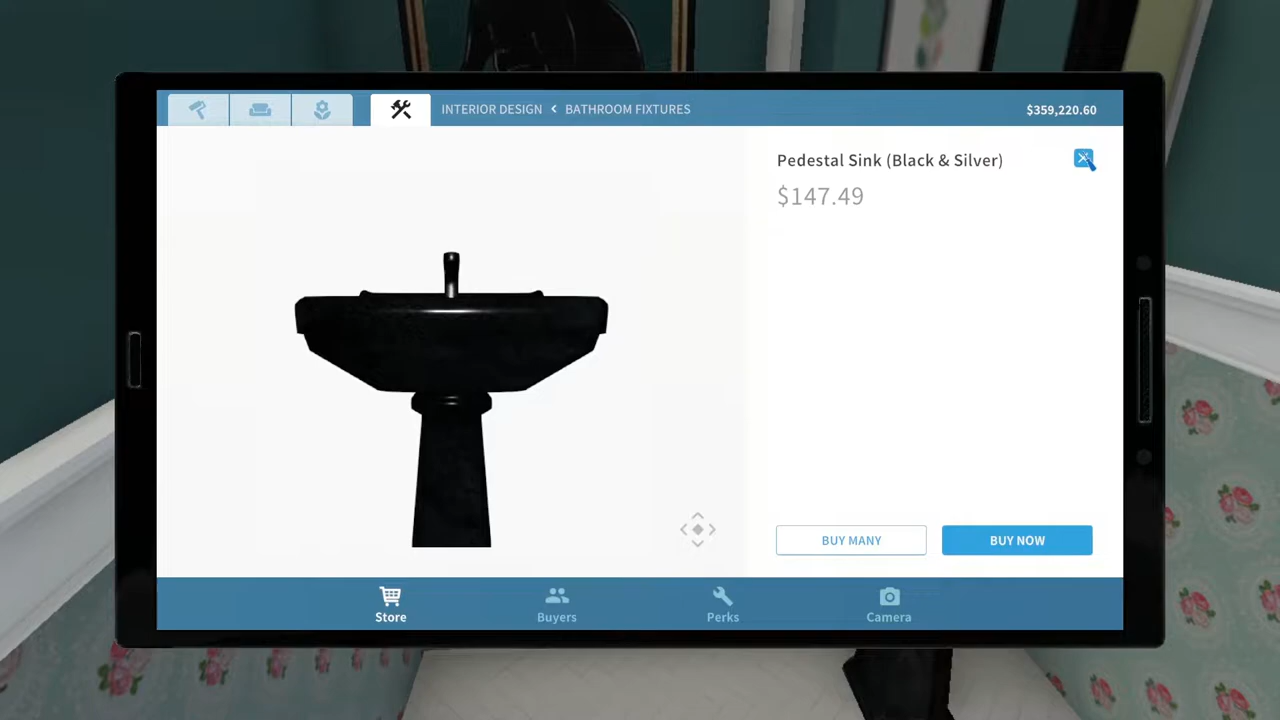 INTERIOR DESIGN < BATHROOM FIXTURES
$359,220.60
Pedestal Sink (Black & Silver)
$147.49
BUY MANY
BUY NOW
Store
Buyers
Perks
Camera